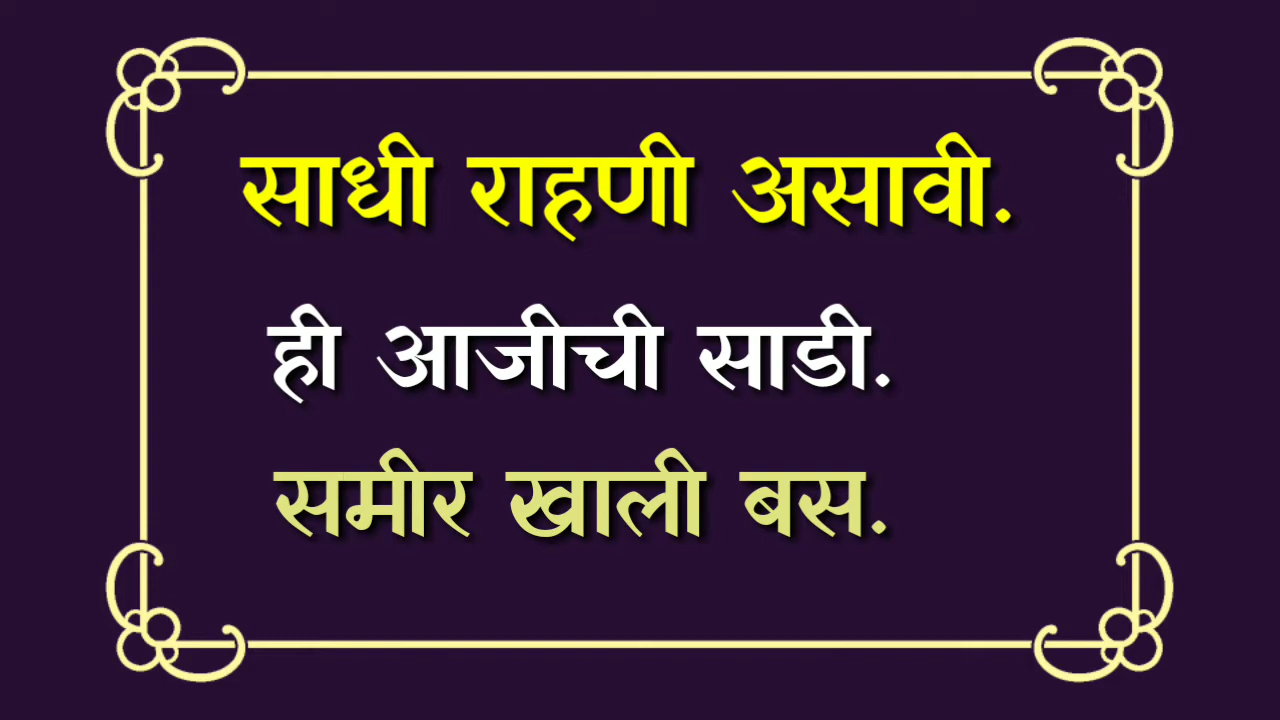 साधी राहणी असावी.
ही आजीची साडी.
समीर खाली बस.